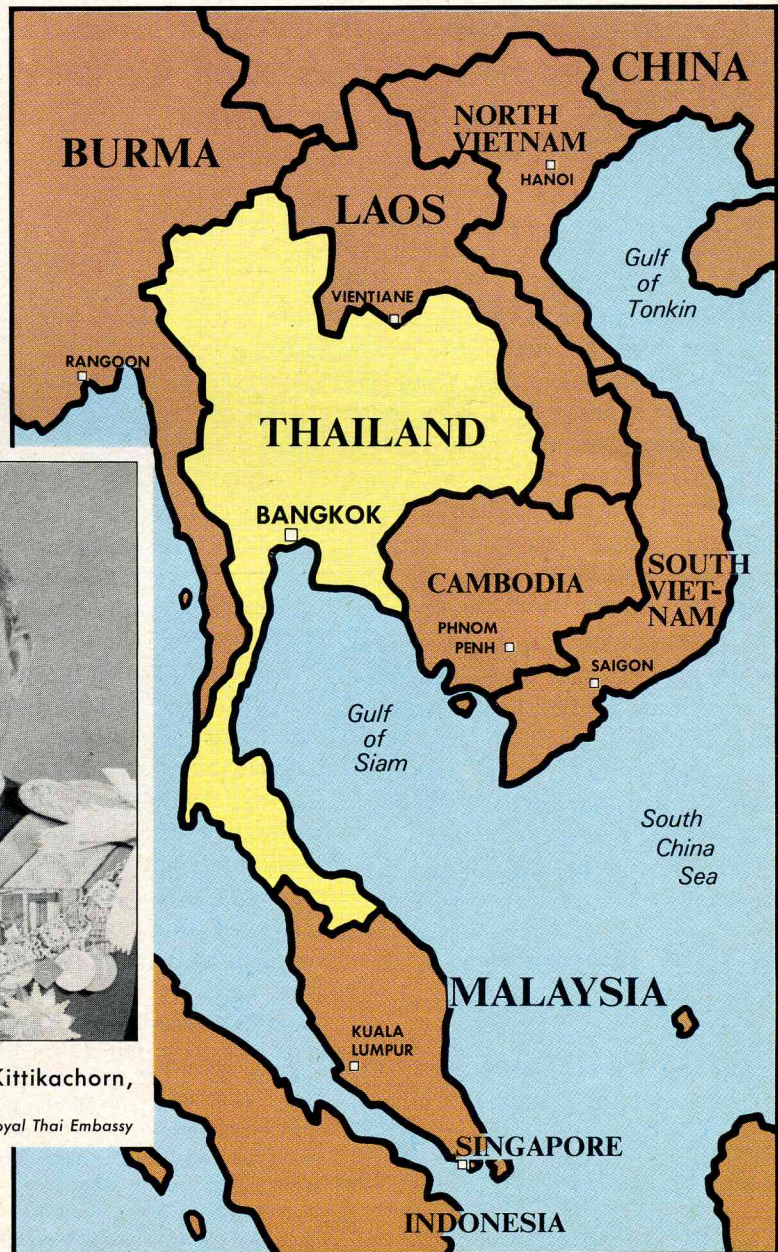 CHINA
NORTH
VIETNAM
HANOI
BURMA
LAOS
Gulf
of
Tonkin
VIENTIANE
RANGOON
THAILAND
BANGKOK
CAMBODIA
SOUTH
VIET-
NAM
PHNOM
PENH
SAIGON
Gulf
of
Siam
South
China
Sea
MALAYSIA
KUALA
LUMPUR
Kittikachorn,
oyal Thai Embassy
SINGAPORE
INDONESIA